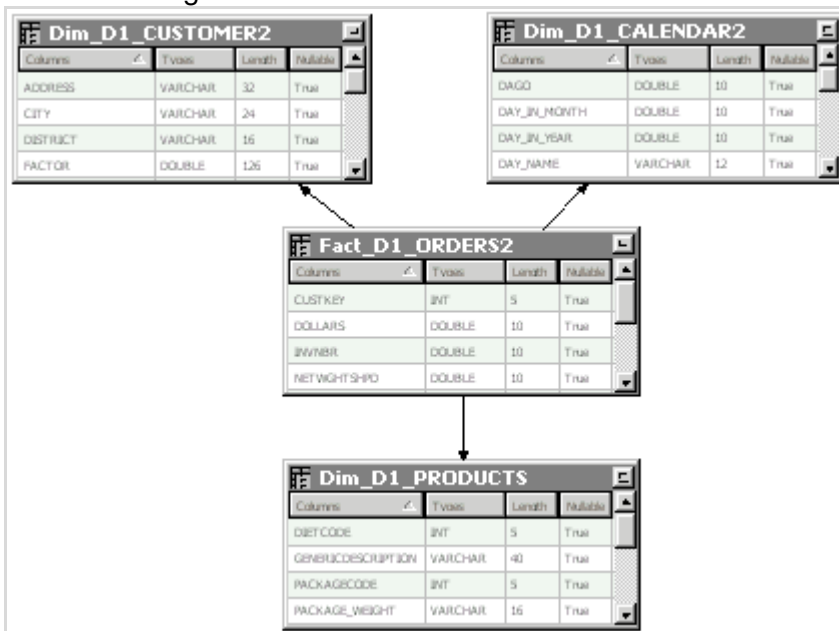 Dim_D1_CUSTOMER2
Columns Types Length Nullable
ADDRESS VARCHAR 32 True
CITY VARCHAR 24 True
DISTRICT VARCHAR 16 True
FACTOR DOUBLE 126 True
Dim_D1_CALENDAR2
Columns Types Length Nullable
DAGO DOUBLE 10 True
DAY_IN_MONTH DOUBLE 10 True
DAY_IN_YEAR DOUBLE 10 True
DAY_NAME VARCHAR 12 True
Fact_D1_ORDERS2
Columns Types Length Nullable
CUSTKEY INT 5 True
DOLLARS DOUBLE 10 True
INVNBR DOUBLE 10 True
NETWGHTSHPD DOUBLE 10 True
Dim_D1_PRODUCTS
Columns Types Length Nullable
DIETCODE INT 5 True
GENERICDESCRIPTION VARCHAR 40 True
PACKAGECODE INT 5 True
PACKAGE_WEIGHT VARCHAR 16 True